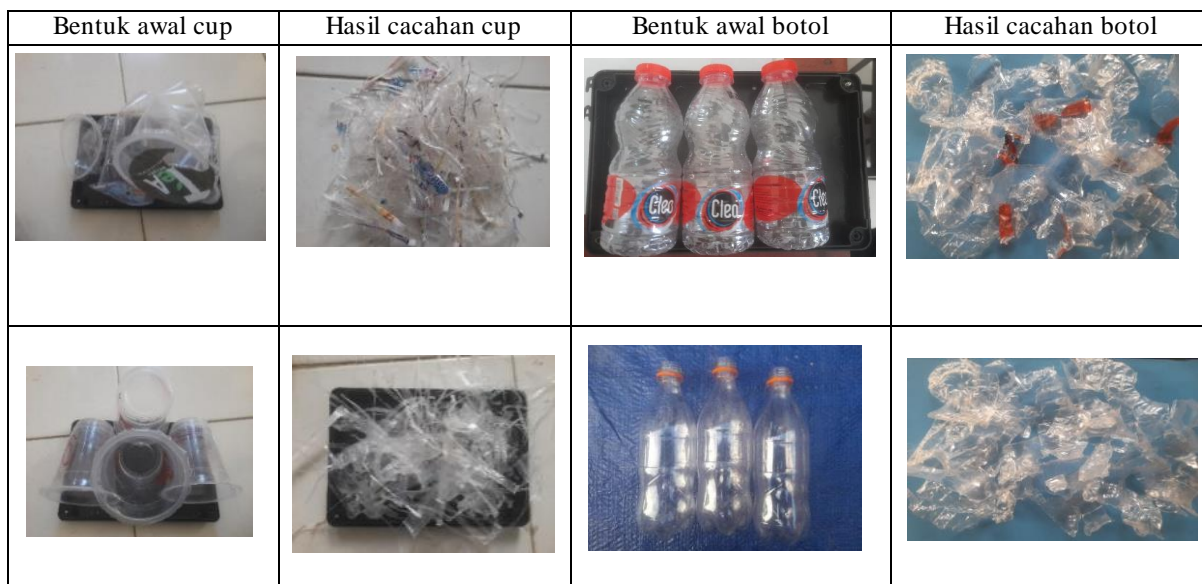 Bentuk awal cup
Hasil cacahan cup
Bentuk awal botol
Hasil cacahan botol
Cleo
Cleo
Cleo